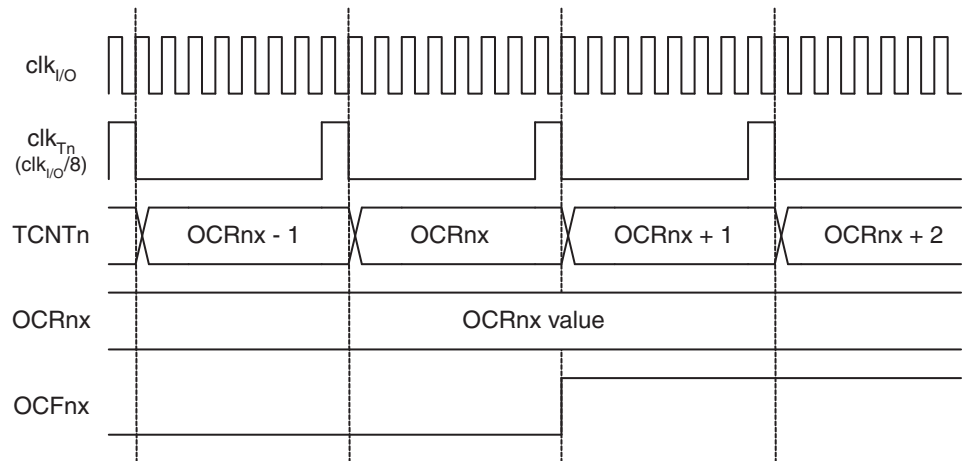 clkI/O
clkTn
(clkI/O/8)
TCNTn OCRnx - 1 OCRnx OCRnx + 1 OCRnx + 2
OCRnx OCRnx value
OCFnx